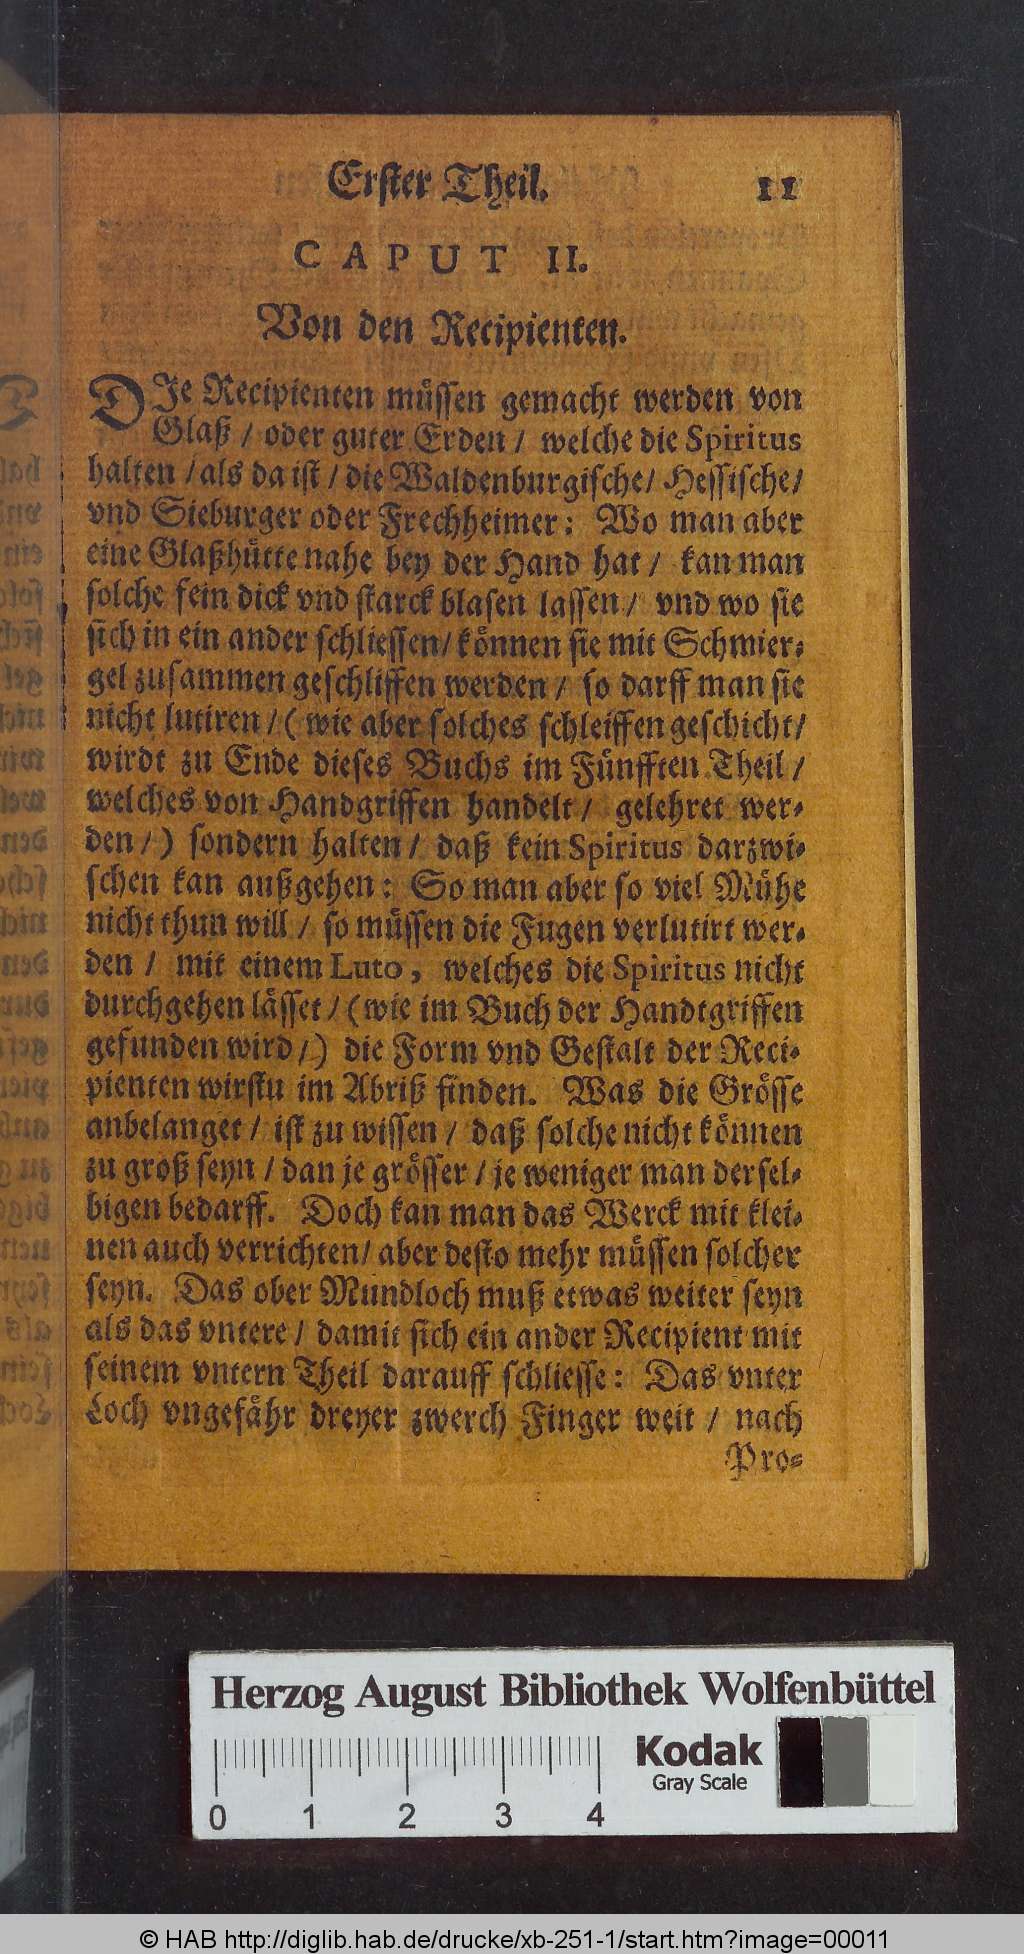 Erster Theil. 11
CAPUT II.
Von den Recipienten.
DJe Recipienten müssen gemacht werden von
Glaß / oder guter Erden / welche die Spiritus
halten / als da ist / die Waldenburgische / Hessische /
vnd Sieburger oder Frechheimer: Wo man aber
eine Glaßhütte nahe bey der Hand hat / kan man
solche fein dick vnd starck blasen lassen / vnd wo sie
sich in ein ander schliessen / können sie mit Schmier-
gel zusammen geschliffen werden / so darff man sie
nicht lutiren / (wie aber solches schleiffen geschicht /
wirdt zu Ende dieses Buchs im Fünfften Theil /
welches von Handgriffen handelt / gelehret wer-
den /) sondern halten / daß kein Spiritus darzwi-
schen kan außgehen: So man aber so viel Mühe
nicht thun will / so müssen die Fugen verlutirt wer-
den / mit einem Luto, welches die Spiritus nicht
durchgehen lässet / (wie im Buch der Handtgriffen
gefunden wird /) die Form vnd Gestalt der Reci-
pienten wirstu im Abriß finden. Was die Grösse
anbelanget / ist zu wissen / daß solche nicht können
zu groß seyn / dan je grösser / je weniger man dersel-
bigen bedarff. Doch kan man das Werck mit klei-
nen auch verrichten / aber desto mehr müssen solcher
seyn. Das ober Mundloch muß etwas weiter seyn
als das vntere / damit sich ein ander Recipient mit
seinem vntern Theil darauff schliesse: Das vnter
Loch vngefähr dreyer zwerch Finger weit / nach
Pro-
Herzog August Bibliothek Wolfenbüttel
Kodak
Gray Scale
0 1 2 3 4
© HAB http://diglib.hab.de/drucke/xb-251-1/start.htm?image=00011